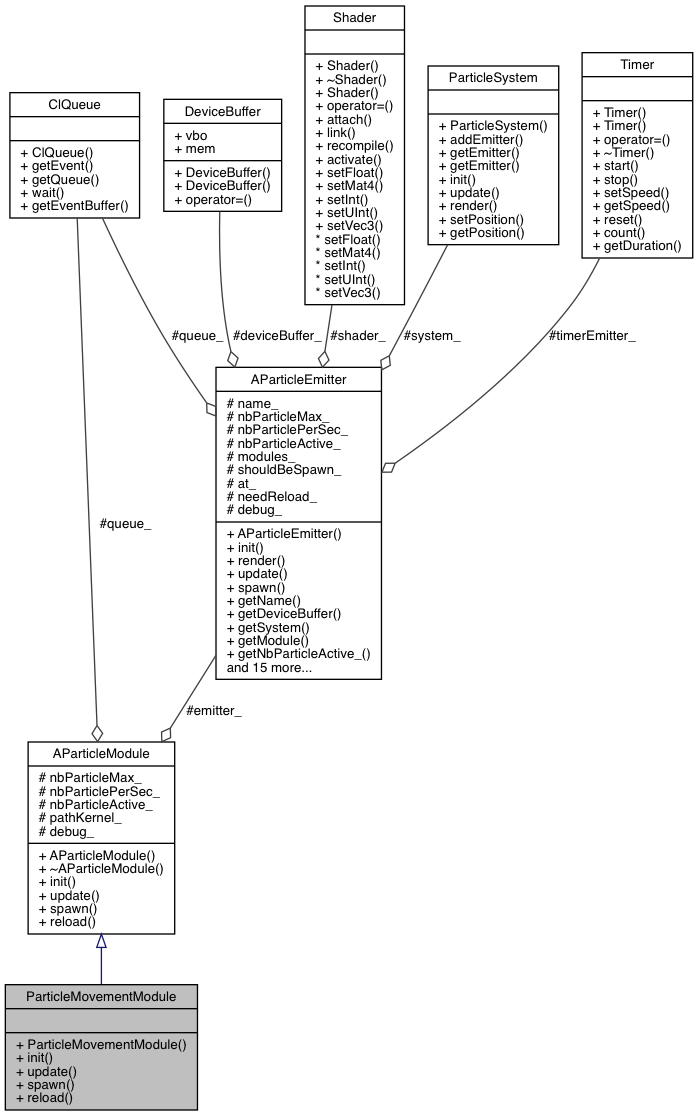 Shader
+ Shader()
+ ~Shader()
+ Shader()
+ operator=()
+ attach()
+ link()
+ recompile()
+ activate()
+ setFloat()
+ setMat4()
+ setInt()
+ setUInt()
+ setVec3()
* setFloat()
* setMat4()
* setInt()
* setUInt()
* setVec3()
ClQueue
+ ClQueue()
+ getEvent()
+ getQueue()
+ wait()
+ getEventBuffer()
DeviceBuffer
+ vbo
+ mem
+ DeviceBuffer()
+ DeviceBuffer()
+ operator=()
ParticleSystem
+ ParticleSystem()
+ addEmitter()
+ getEmitter()
+ getEmitter()
+ init()
+ update()
+ render()
+ setPosition()
+ getPosition()
Timer
+ Timer()
+ Timer()
+ operator=()
+ ~Timer()
+ start()
+ stop()
+ setSpeed()
+ getSpeed()
+ reset()
+ count()
+ getDuration()
#queue_
#deviceBuffer_
#shader_
#system_
#timerEmitter_
AParticleEmitter
# name_
# nbParticleMax_
# nbParticlePerSec_
# nbParticleActive_
# modules_
# shouldBeSpawn_
# at_
# needReload_
# debug_
+ AParticleEmitter()
+ init()
+ render()
+ update()
+ spawn()
+ getName()
+ getDeviceBuffer()
+ getSystem()
+ getModule()
+ getNbParticleActive_()
and 15 more...
#queue_
#emitter_
AParticleModule
# nbParticleMax_
# nbParticlePerSec_
# nbParticleActive_
# pathKernel_
# debug_
+ AParticleModule()
+ ~AParticleModule()
+ init()
+ update()
+ spawn()
+ reload()
ParticleMovementModule
+ ParticleMovementModule()
+ init()
+ update()
+ spawn()
+ reload()